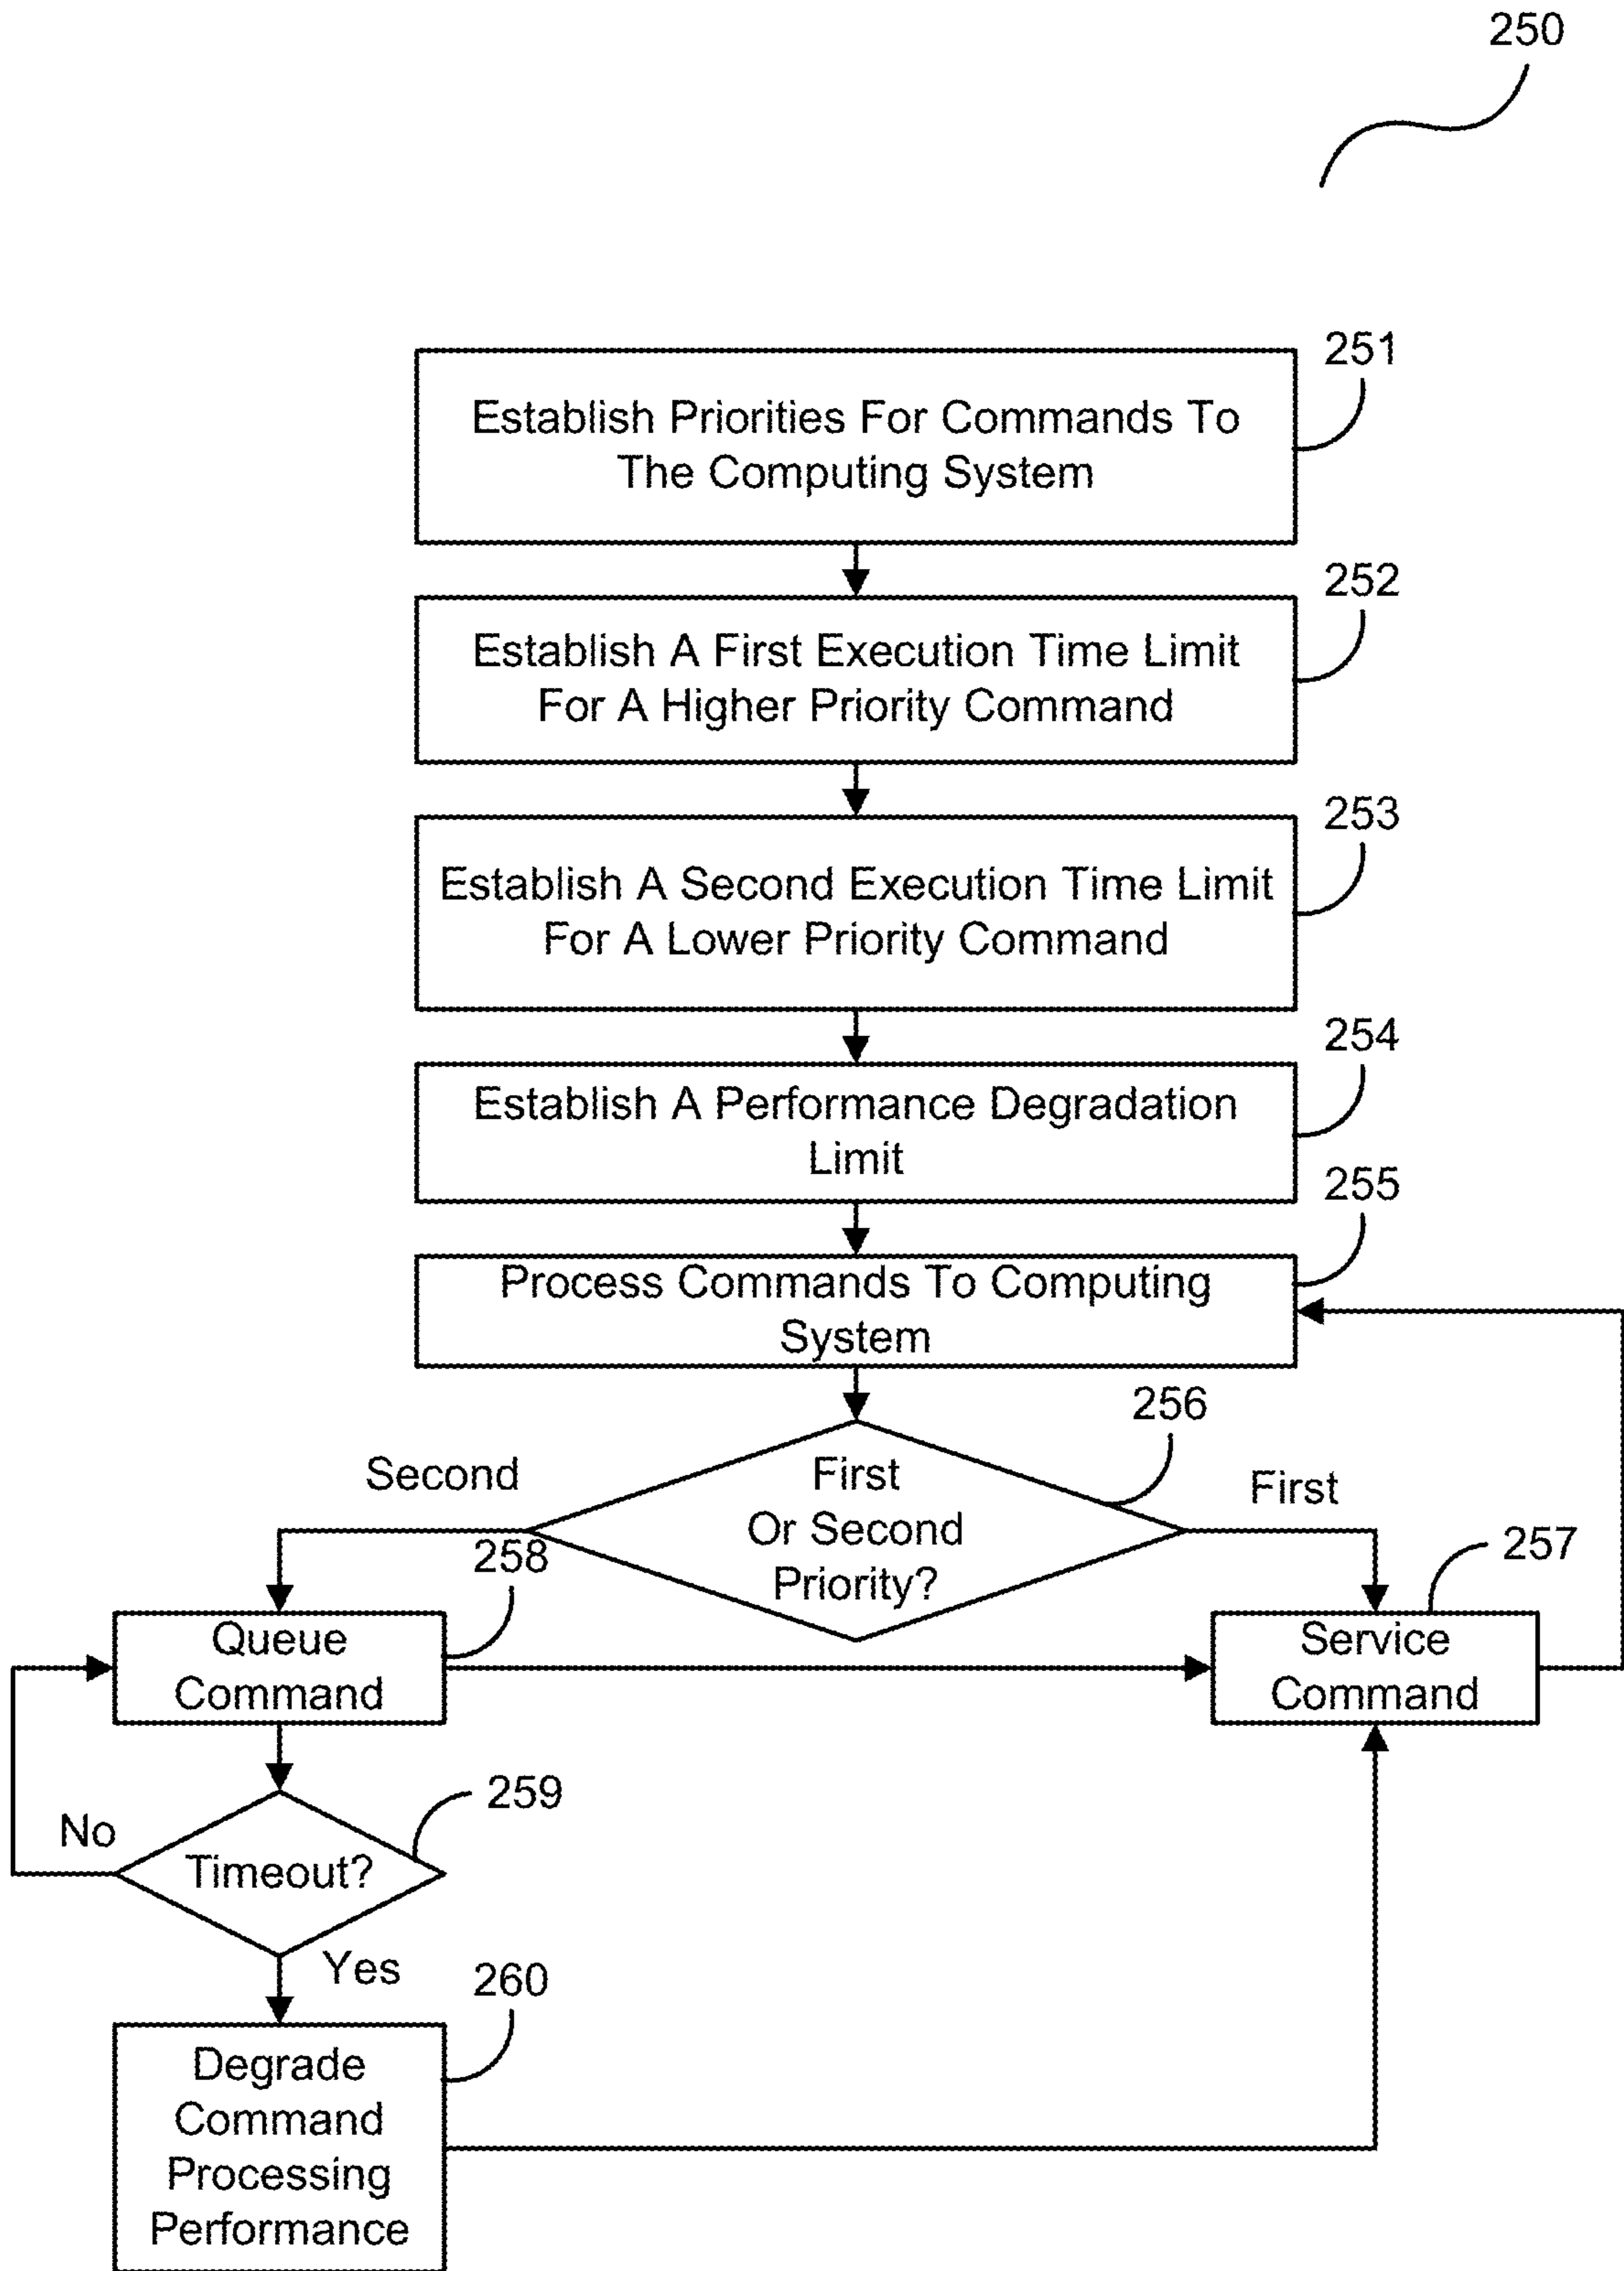 250
251
Establish Priorities For Commands To
The Computing System
252
Establish A First Execution Time Limit
For A Higher Priority Command
253
Establish A Second Execution Time Limit
For A Lower Priority Command
254
Establish A Performance Degradation
Limit
255
Process Commands To Computing
System
256
Second
First
Or Second
Priority?
First
258
257
Queue
Command
Service
Command
259
No
Timeout?
Yes
260
Degrade
Command
Processing
Performance